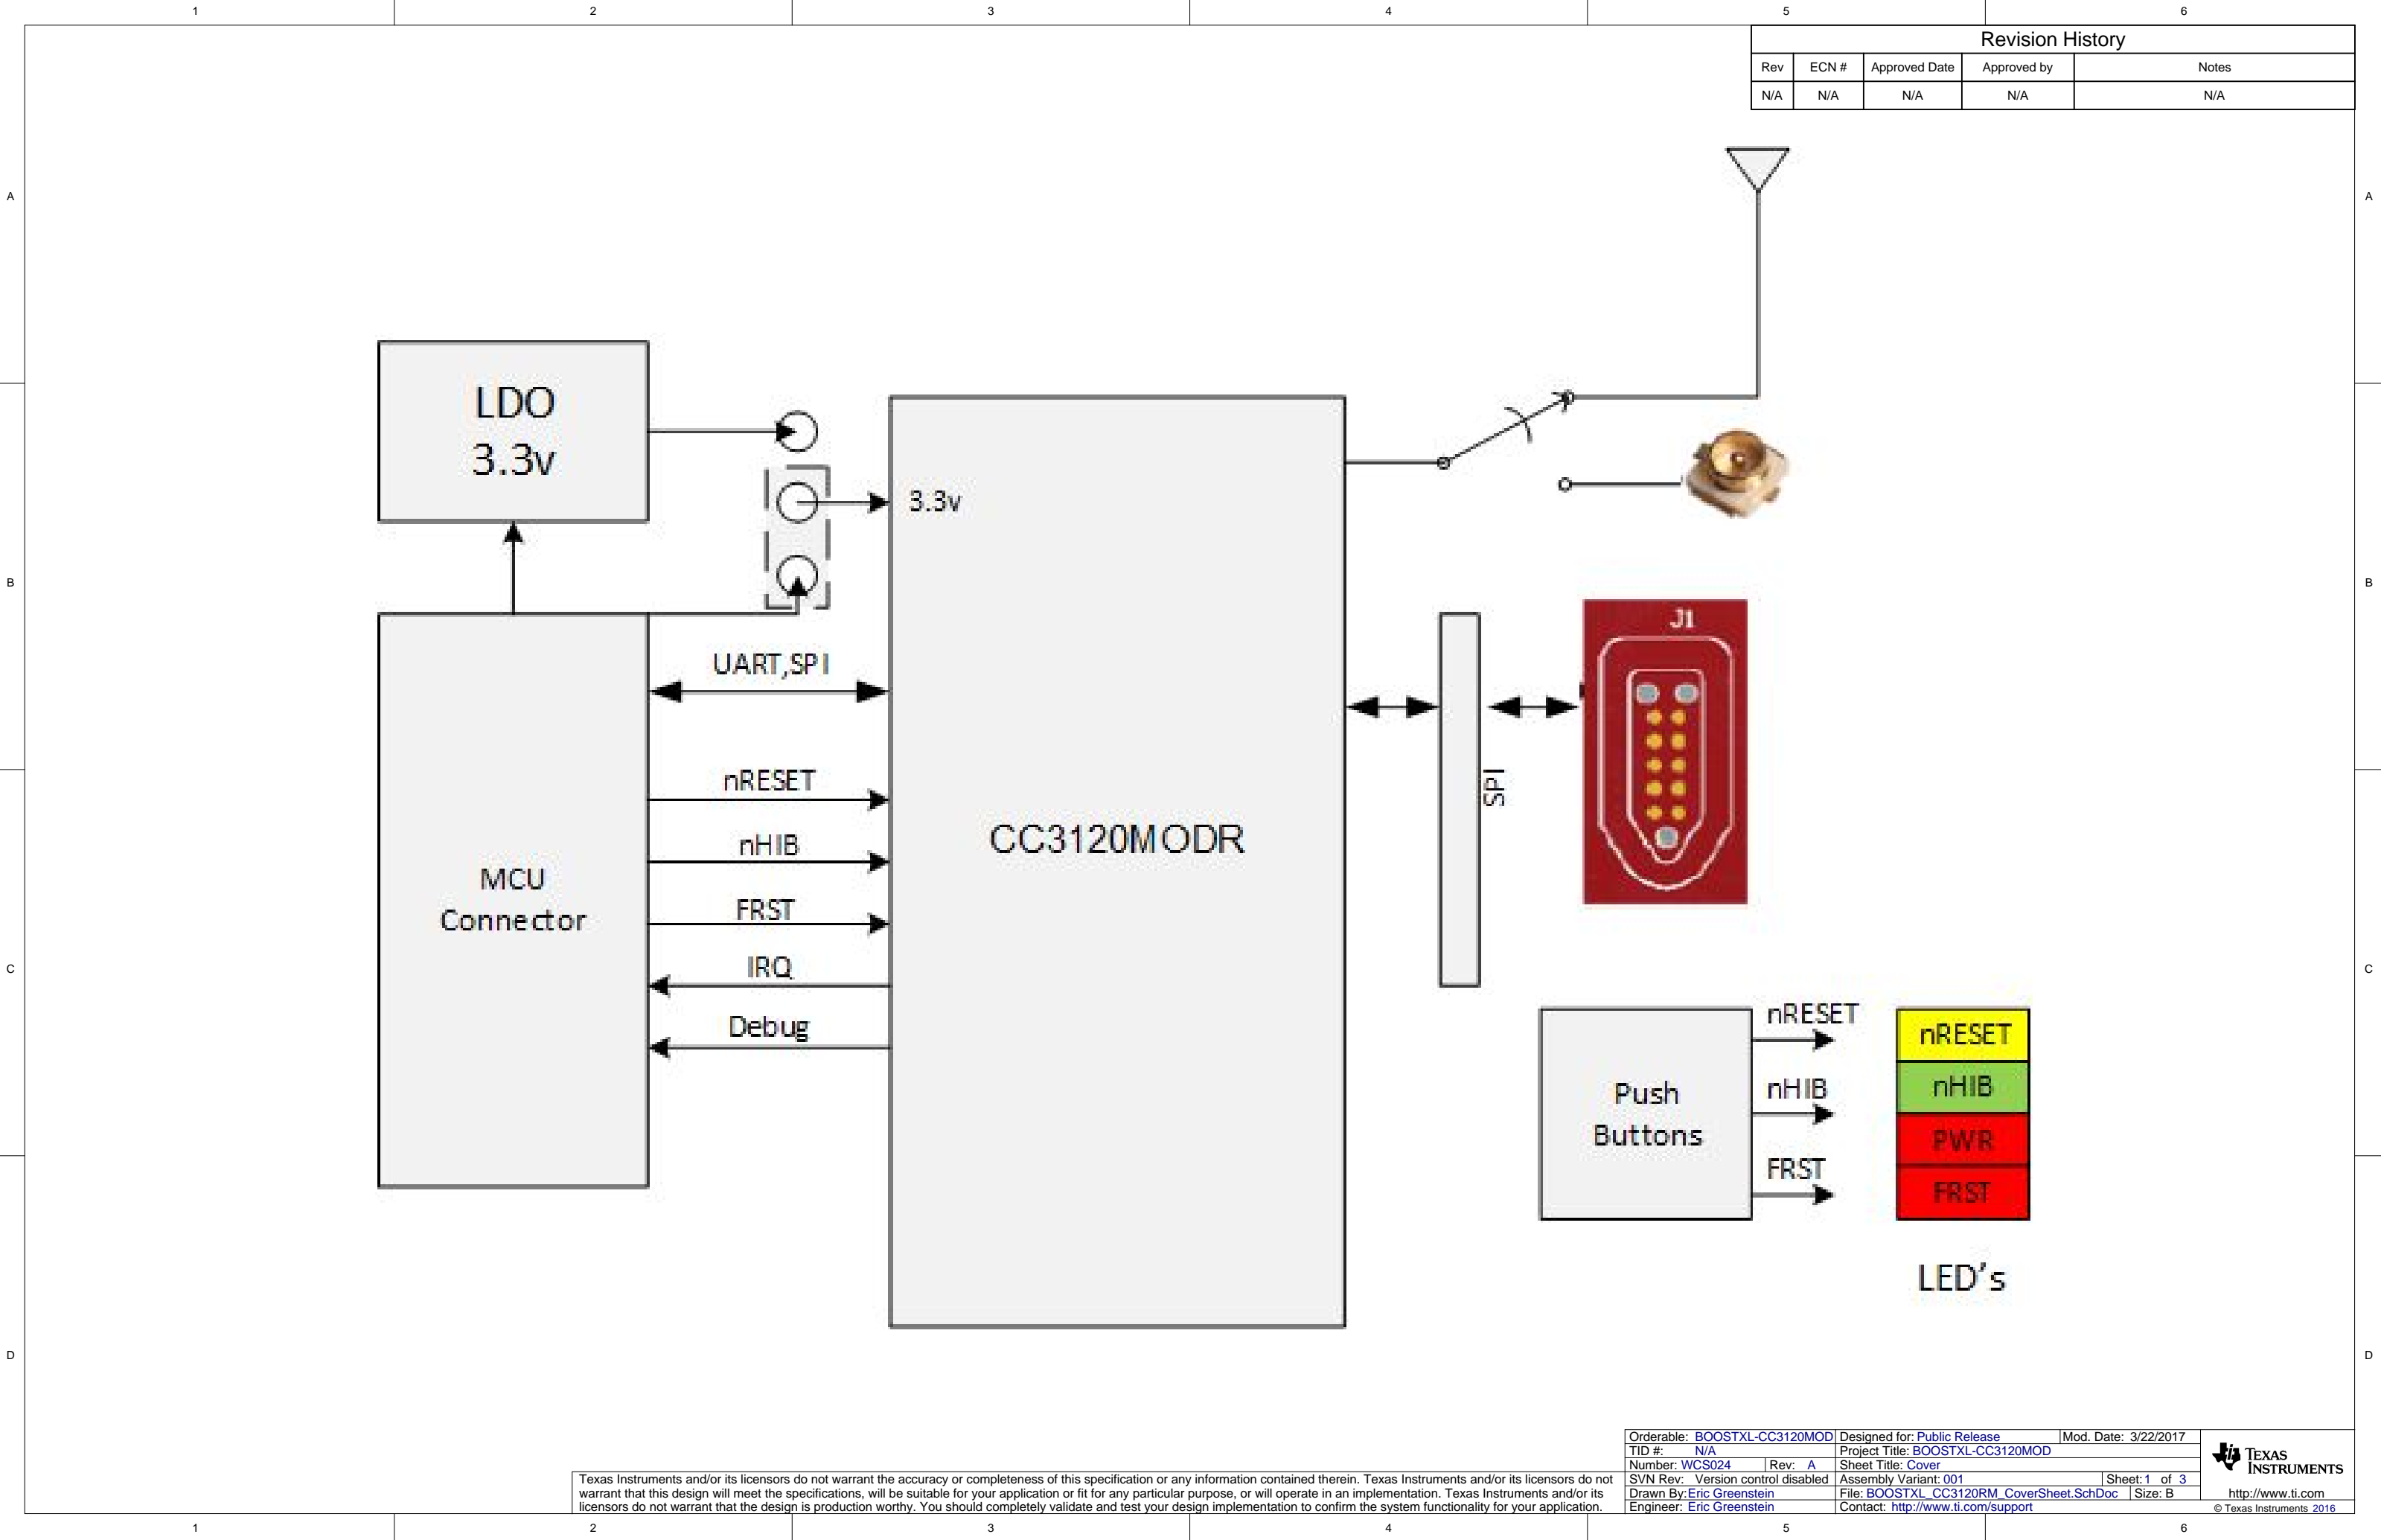 1 2 3 4 5 6
Revision History
Rev ECN # Approved Date Approved by Notes
N/A N/A N/A N/A N/A
A A
LDO
3.3v
3.3v
B B
J1
UART,SPI
nRESET
SPI
nHIB
CC3120MODR
MCU
Connector
FRST
IRQ
C C
Debug
Push
Buttons
nRESET
nHIB
FRST
nRESET
nHIB
PWR
FRST
LED's
D D
Texas Instruments and/or its licensors do not warrant the accuracy or completeness of this specification or any information contained therein. Texas Instruments and/or its licensors do not
warrant that this design will meet the specifications, will be suitable for your application or fit for any particular purpose, or will operate in an implementation. Texas Instruments and/or its
licensors do not warrant that the design is production worthy. You should completely validate and test your design implementation to confirm the system functionality for your application.
Orderable: BOOSTXL-CC3120MOD Designed for: Public Release Mod. Date: 3/22/2017
TID #: N/A Project Title: BOOSTXL-CC3120MOD
Number: WCS024 Rev: A Sheet Title: Cover
SVN Rev: Version control disabled Assembly Variant: 001 Sheet: 1 of 3
Drawn By: Eric Greenstein File: BOOSTXL_CC3120RM_CoverSheet.SchDoc Size: B
Engineer: Eric Greenstein Contact: http://www.ti.com/support
TEXAS
INSTRUMENTS
http://www.ti.com
© Texas Instruments 2016
1 2 3 4 5 6